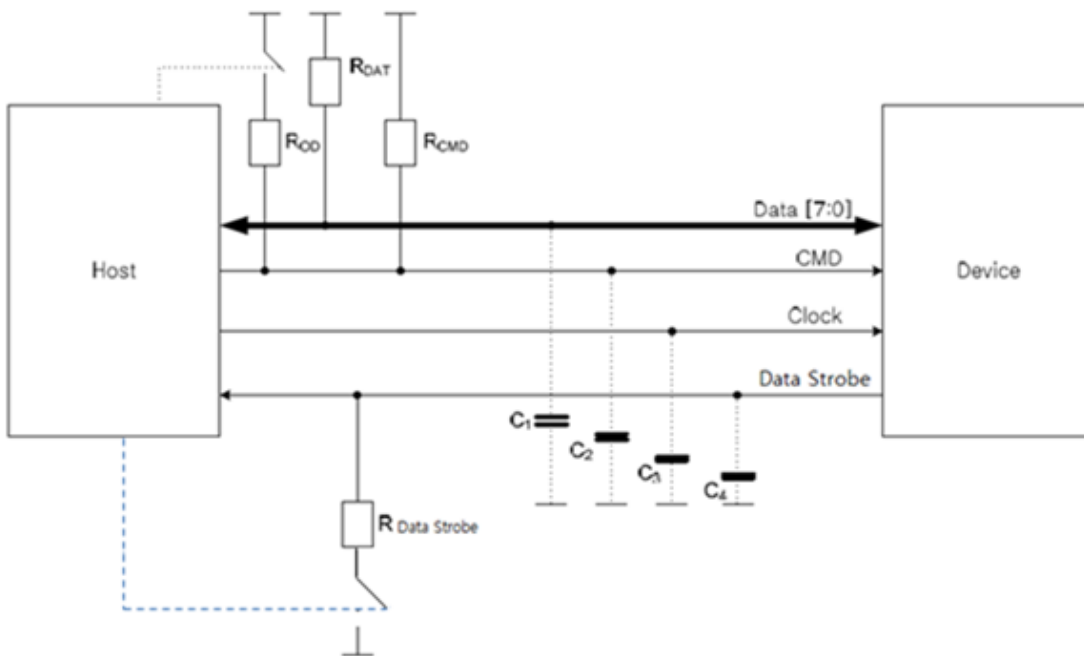 R_DAT
R_OD
R_CMD
Data [7:0]
Host
CMD
Device
Clock
Data Strobe
C₁
C₂
C₃
C₄
R Data Strobe